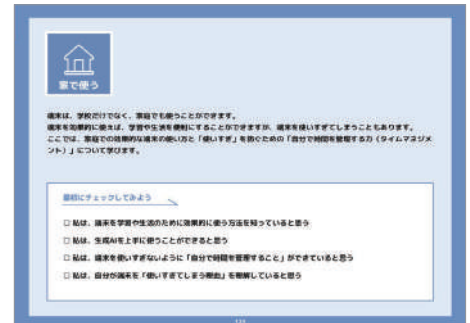 家で使う
端末は、学校だけでなく、家庭でも使うことができます。
端末を効果的に使えば、学習や生活を便利にすることができますが、端末を使いすぎてしまうこともあります。
ここでは、家庭での効果的な端末の使い方と「使いすぎ」を防ぐための「自分で時間を管理する力（タイムマネジメ
ント）」について学びます。
最初にチェックしてみよう
□ 私は、端末を学習や生活のために効果的に使う方法を知っていると思う
□ 私は、生成AIを上手に使うことができると思う
□ 私は、端末を使いすぎないように「自分で時間を管理すること」ができていると思う
□ 私は、自分が端末を「使いすぎてしまう理由」を理解していると思う